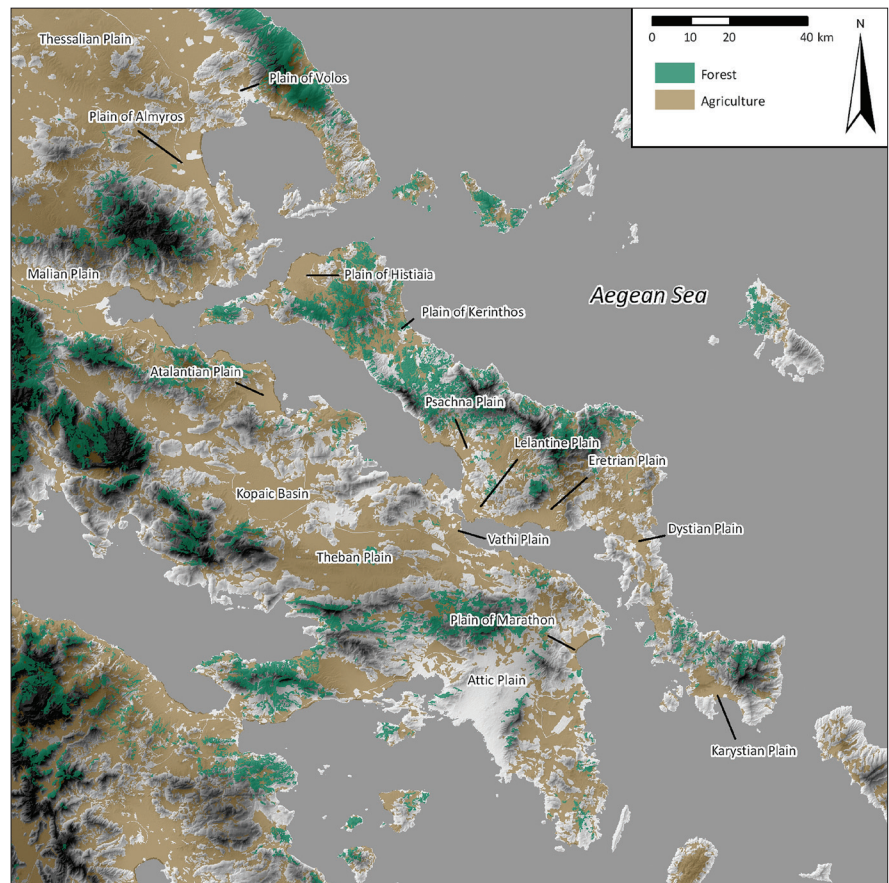 Thessalian Plain
Plain of Volos
Plain of Almyros
Malian Plain
Plain of Histiaia
Plain of Kerinthos
Aegean Sea
Atalantian Plain
Psachna Plain
Lelantine Plain
Eretrian Plain
Kopaic Basin
Dystian Plain
Vathi Plain
Theban Plain
Plain of Marathon
Attic Plain
Karystian Plain
0 10 20 40 km
N
Forest
Agriculture